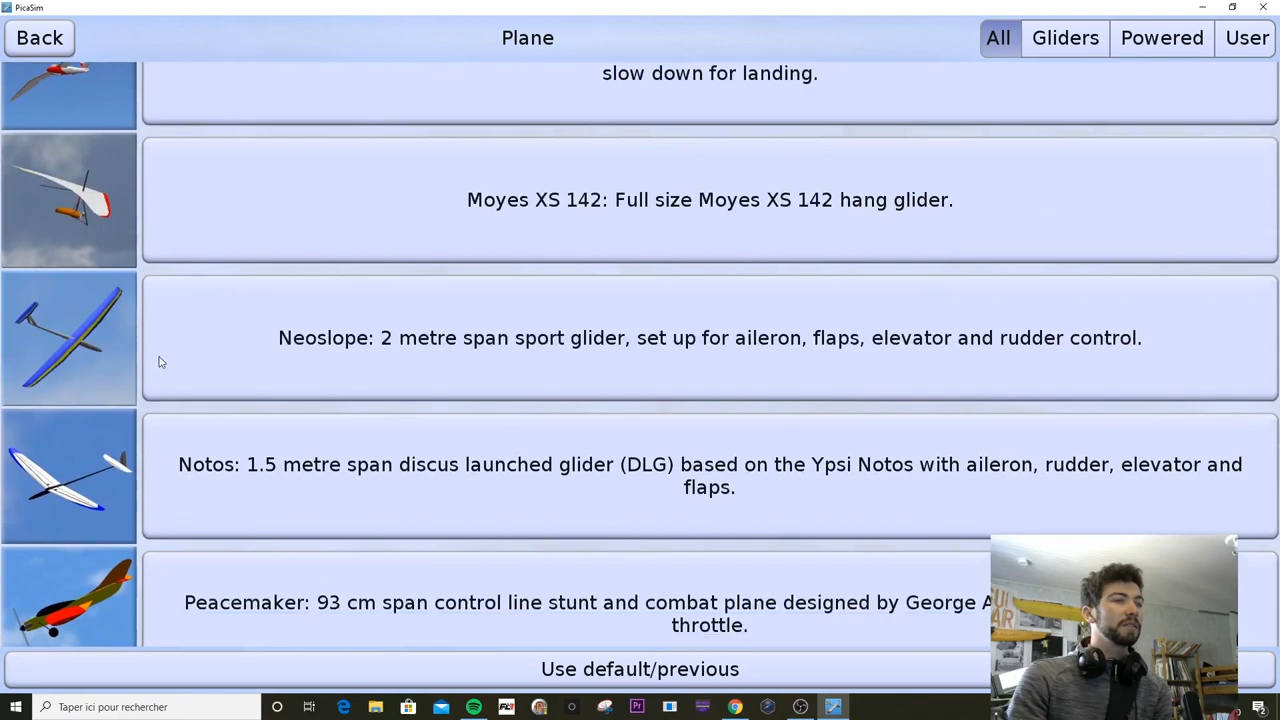 PicaSim
Back
Plane
All
Gliders
Powered
User
slow down for landing.
Moyes XS 142: Full size Moyes XS 142 hang glider.
Neoslope: 2 metre span sport glider, set up for aileron, flaps, elevator and rudder control.
Notos: 1.5 metre span discus launched glider (DLG) based on the Ypsi Notos with aileron, rudder, elevator and
flaps.
Peacemaker: 93 cm span control line stunt and combat plane designed by George
throttle.
Use default/previous
Taper ici pour rechercher